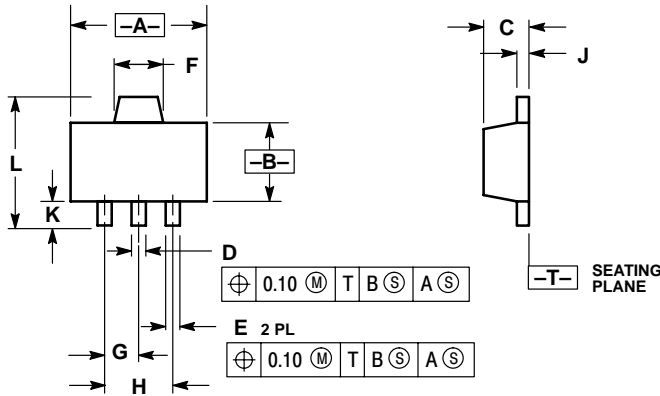 –A–
C
F
J
L
–B–
K
–T–
SEATING
PLANE
D
⌖ 0.10 Ⓜ T B Ⓢ A Ⓢ
E 2 PL
⌖ 0.10 Ⓜ T B Ⓢ A Ⓢ
G
H